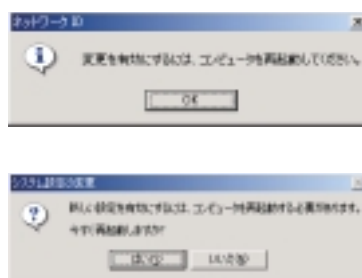 ネットワーク ID
変更を有効にするには、コンピュータを再起動してください。
OK
システム設定の変更
新しい設定を有効にするには、コンピュータを再起動する必要があります。
今すぐ再起動しますか?
はい(Y)
いいえ(N)